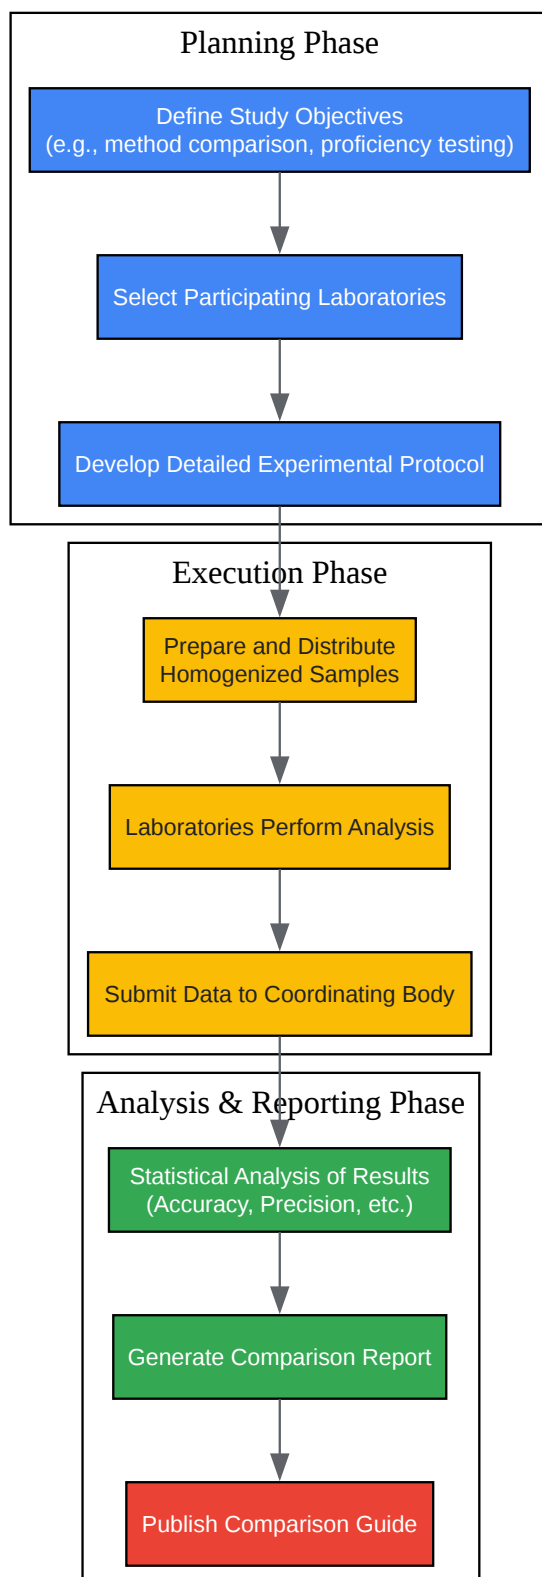 Planning Phase
Define Study Objectives
(e.g., method comparison, proficiency testing)
Select Participating Laboratories
Develop Detailed Experimental Protocol
Execution Phase
Prepare and Distribute
Homogenized Samples
Laboratories Perform Analysis
Submit Data to Coordinating Body
Analysis & Reporting Phase
Statistical Analysis of Results
(Accuracy, Precision, etc.)
Generate Comparison Report
Publish Comparison Guide